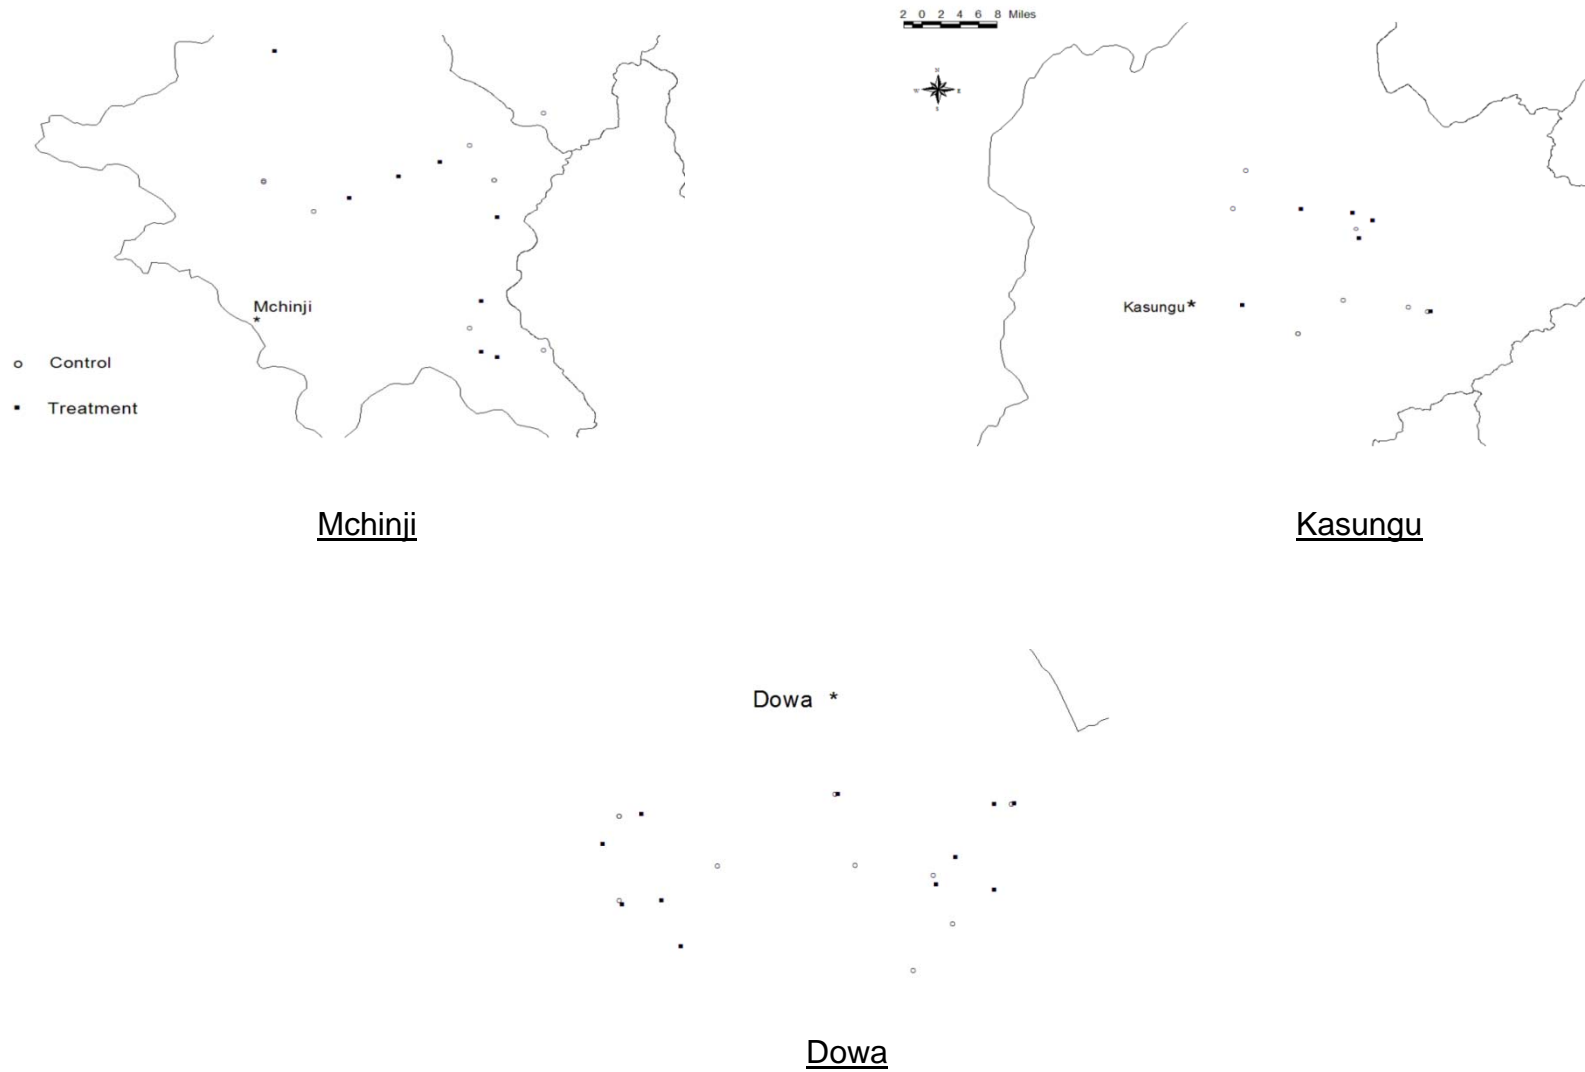 2 0 2 4 6 8 Miles
N
W E
S
Mchinji
*
Kasungu *
Control
Treatment
Mchinji
Kasungu
Dowa *
Dowa